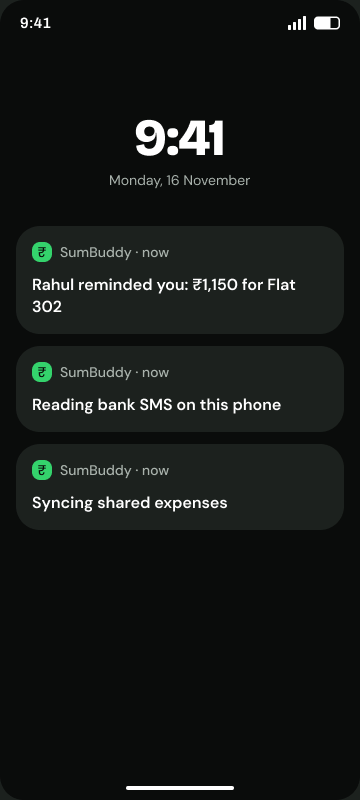 9:41
9:41
Monday, 16 November
₹ SumBuddy · now
Rahul reminded you: ₹1,150 for Flat
302
₹ SumBuddy · now
Reading bank SMS on this phone
₹ SumBuddy · now
Syncing shared expenses